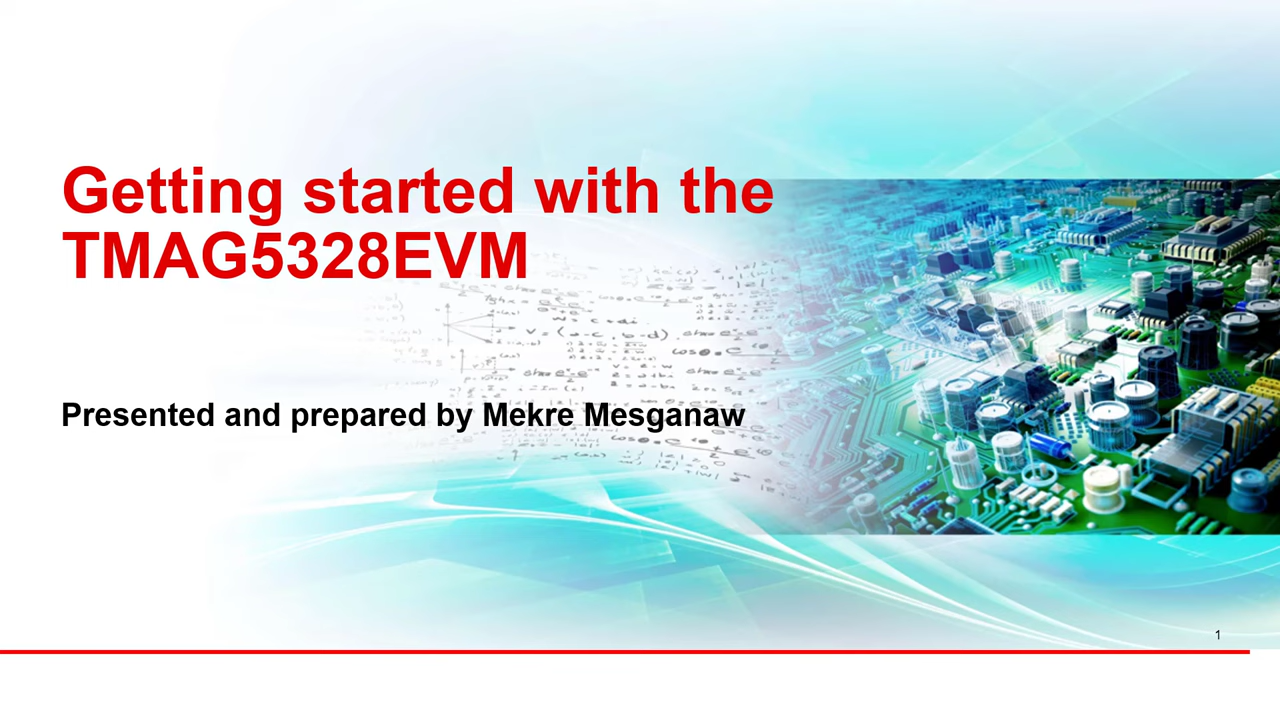 Getting started with the
TMAG5328EVM
Presented and prepared by Mekre Mesganaw
1